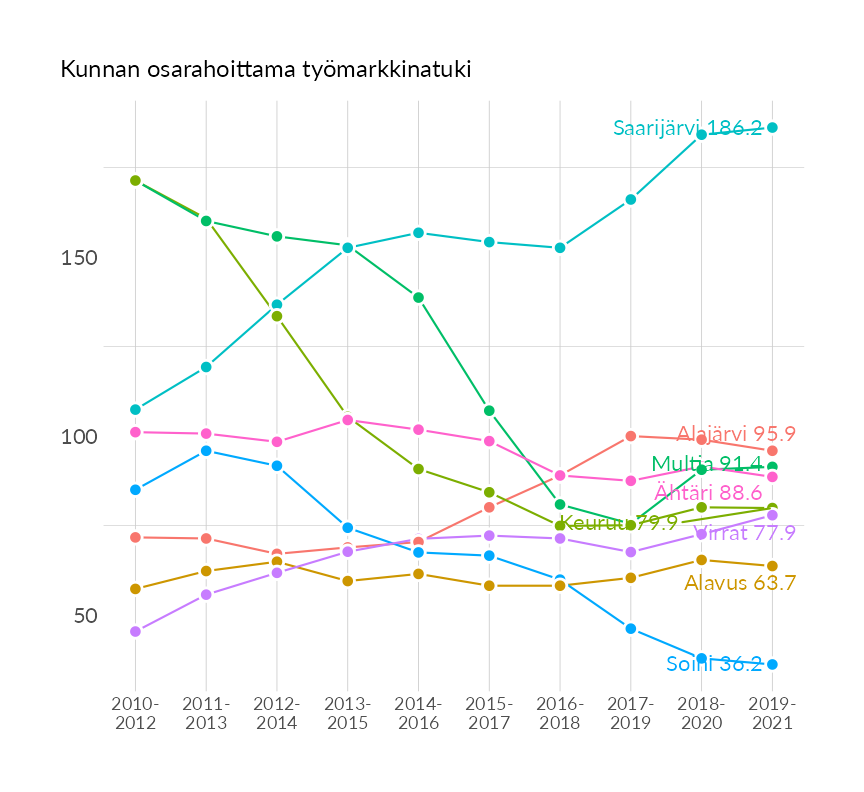 Kunnan osarahoittama työmarkkinatuki
Saarijärvi 186.2
150
100
Alajärvi 95.9
Multia 91.4
Ähtäri 88.6
Keuruu 79.9
Virrat 77.9
Alavus 63.7
50
Soini 36.2
2010-
2012
2011-
2013
2012-
2014
2013-
2015
2014-
2016
2015-
2017
2016-
2018
2017-
2019
2018-
2020
2019-
2021